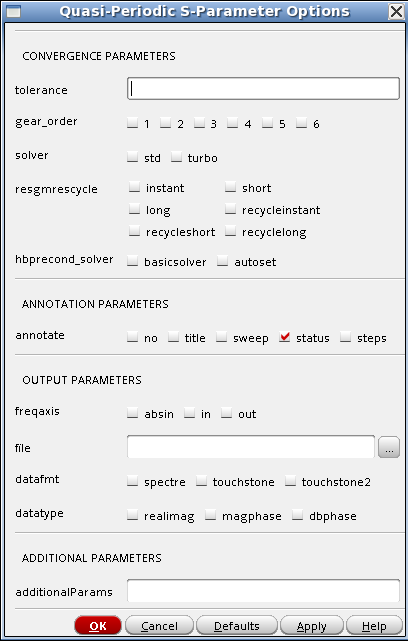 Quasi-Periodic S-Parameter Options
CONVERGENCE PARAMETERS
tolerance
gear_order 1 2 3 4 5 6
solver std turbo
resgmrescycle instant short
long recycleinstant
recycleshort recyclelong
hbprecond_solver basicsolver autoset
ANNOTATION PARAMETERS
annotate no title sweep status steps
OUTPUT PARAMETERS
freqaxis absin in out
file ...
datafmt spectre touchstone touchstone2
datatype realimag magphase dbphase
ADDITIONAL PARAMETERS
additionalParams
OK Cancel Defaults Apply Help